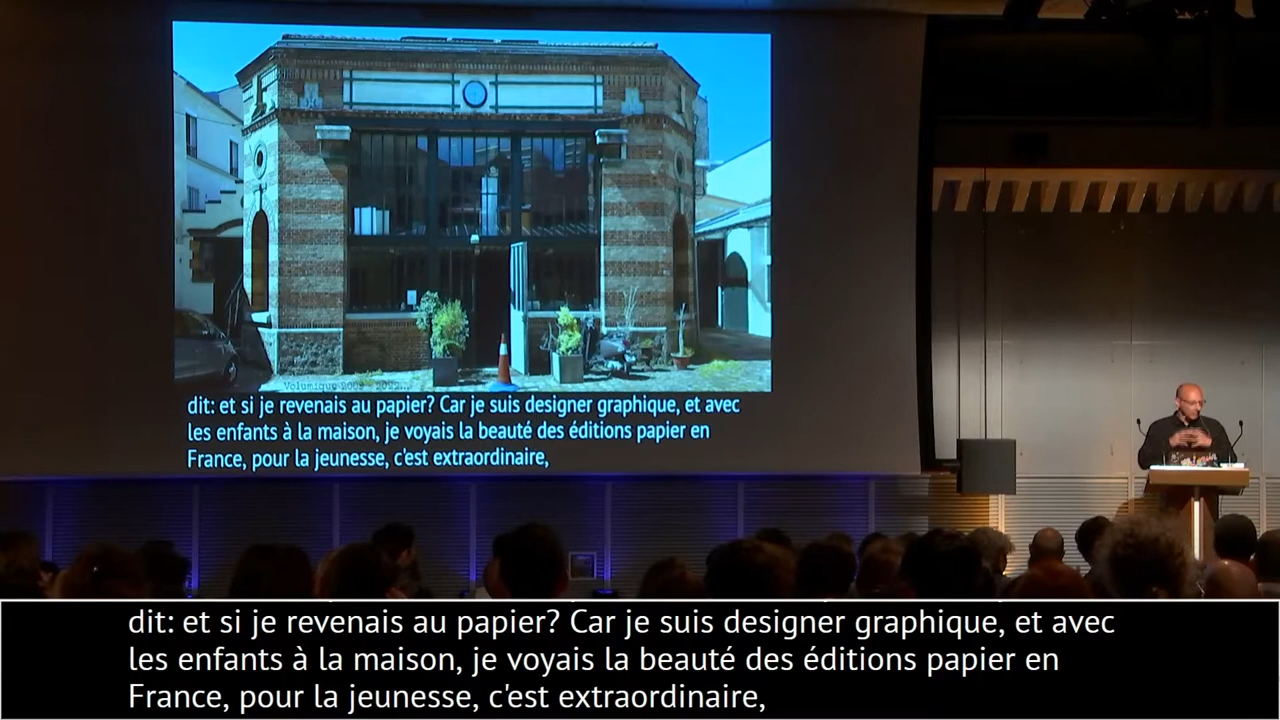 Volumique 2009 - 2022...
dit: et si je revenais au papier? Car je suis designer graphique, et avec
les enfants à la maison, je voyais la beauté des éditions papier en
France, pour la jeunesse, c'est extraordinaire,
dit: et si je revenais au papier? Car je suis designer graphique, et avec
les enfants à la maison, je voyais la beauté des éditions papier en
France, pour la jeunesse, c'est extraordinaire,